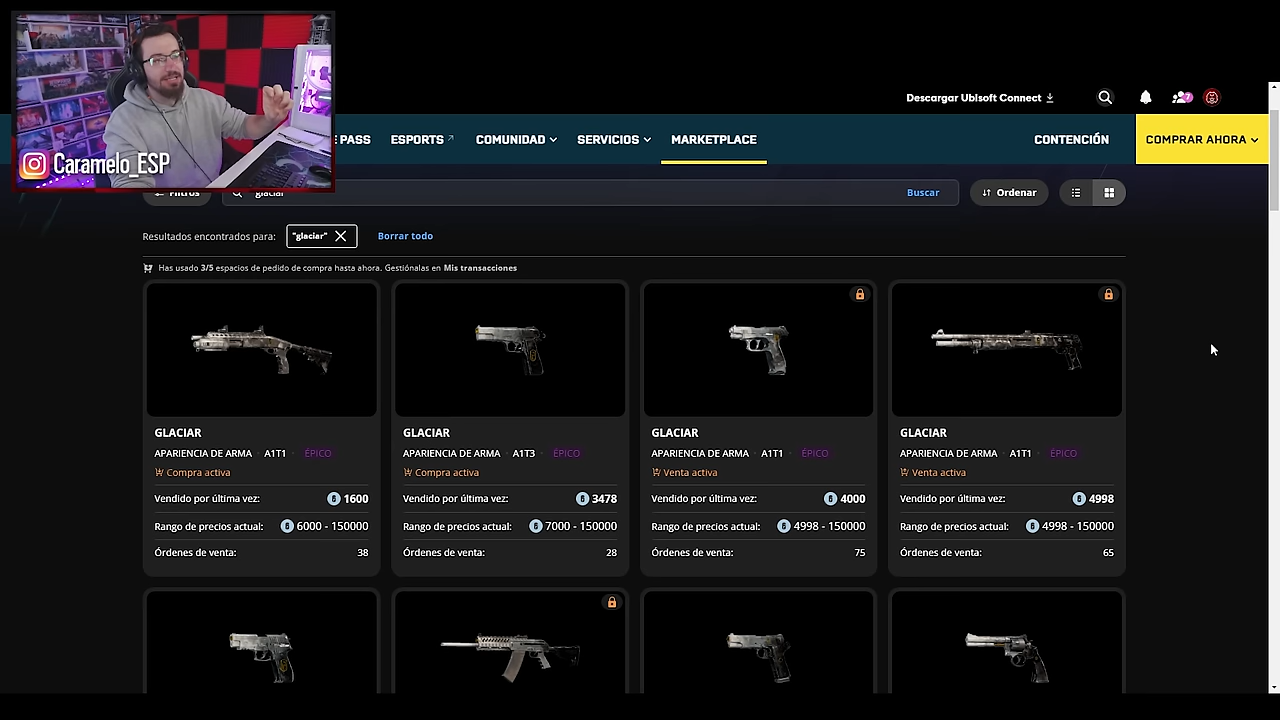 Caramelo_ESP
Descargar Ubisoft Connect
7
PASS
ESPORTS
COMUNIDAD
SERVICIOS
MARKETPLACE
CONTENCIÓN
COMPRAR AHORA
Filtros
glaciar
Buscar
Ordenar
Resultados encontrados para:
"glaciar"
Borrar todo
Has usado 3/5 espacios de pedido de compra hasta ahora. Gestiónalas en Mis transacciones
GLACIAR
APARIENCIA DE ARMA · A1T1 · ÉPICO
Compra activa
Vendido por última vez: 1600
Rango de precios actual: 6000 - 150000
Órdenes de venta: 38
GLACIAR
APARIENCIA DE ARMA · A1T3 · ÉPICO
Compra activa
Vendido por última vez: 3478
Rango de precios actual: 7000 - 150000
Órdenes de venta: 28
GLACIAR
APARIENCIA DE ARMA · A1T1 · ÉPICO
Venta activa
Vendido por última vez: 4000
Rango de precios actual: 4998 - 150000
Órdenes de venta: 75
GLACIAR
APARIENCIA DE ARMA · A1T1 · ÉPICO
Venta activa
Vendido por última vez: 4998
Rango de precios actual: 4998 - 150000
Órdenes de venta: 65